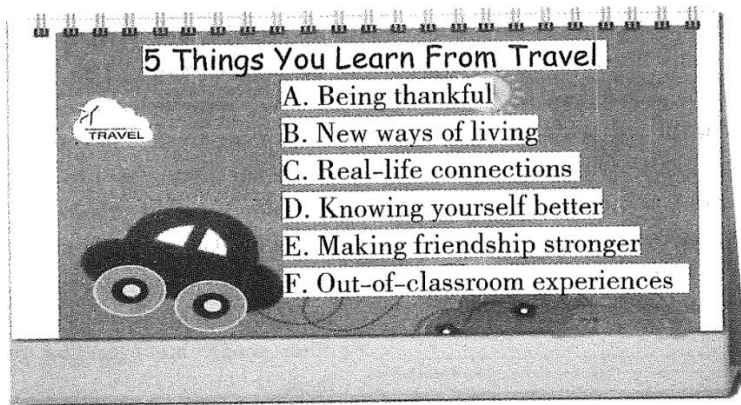 5 Things You Learn From Travel
A. Being thankful
TRAVEL
B. New ways of living
C. Real-life connections
D. Knowing yourself better
E. Making friendship stronger
F. Out-of-classroom experiences